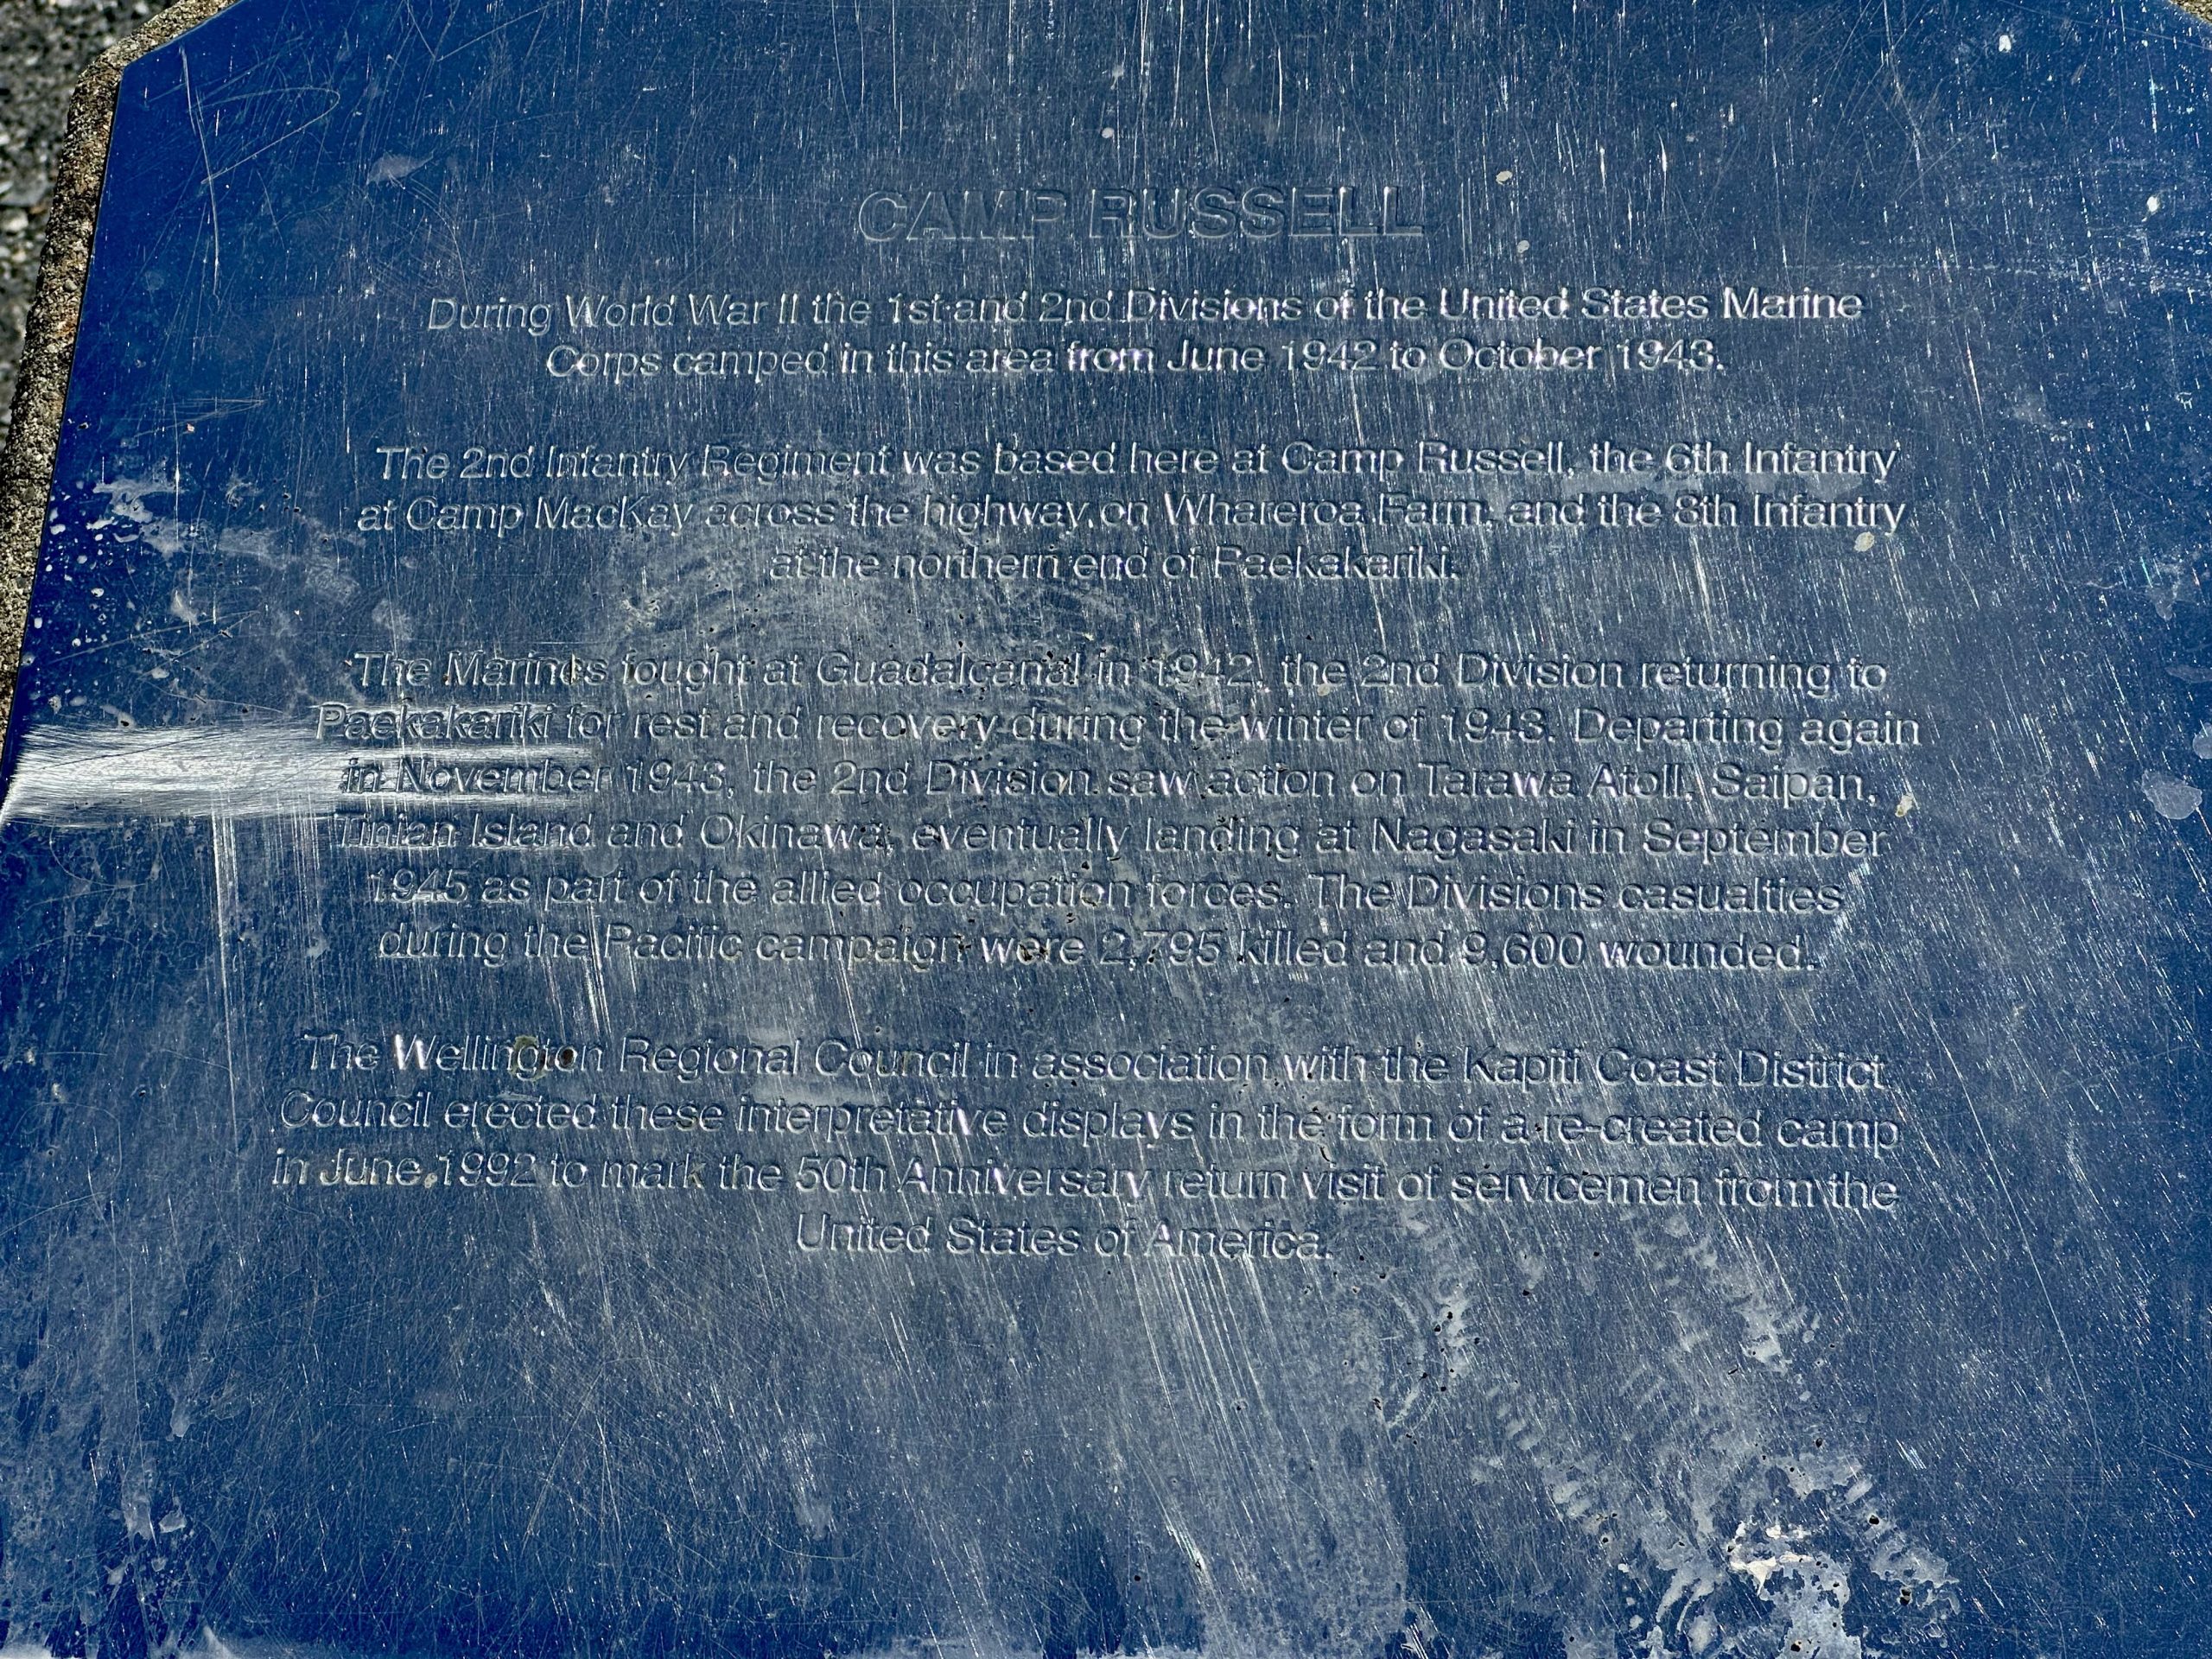 CAMP RUSSELL
During World War II the 1st and 2nd Divisions of the United States Marine
Corps camped in this area from June 1942 to October 1943.
The 2nd Infantry Regiment was based here at Camp Russell, the 6th Infantry
at Camp MacKay across the highway on Whareroa Farm, and the 8th Infantry
at the northern end of Paekakariki.
The Marines fought at Guadalcanal in 1942, the 2nd Division returning to
Paekakariki for rest and recovery during the winter of 1943. Departing again
in November 1943, the 2nd Division saw action on Tarawa Atoll, Saipan,
Tinian Island and Okinawa, eventually landing at Nagasaki in September
1945 as part of the allied occupation forces. The Divisions casualties
during the Pacific campaign were 2,795 killed and 9,600 wounded.
The Wellington Regional Council in association with the Kapiti Coast District
Council erected these interpretative displays in the form of a re-created camp
in June 1992 to mark the 50th Anniversary return visit of servicemen from the
United States of America.